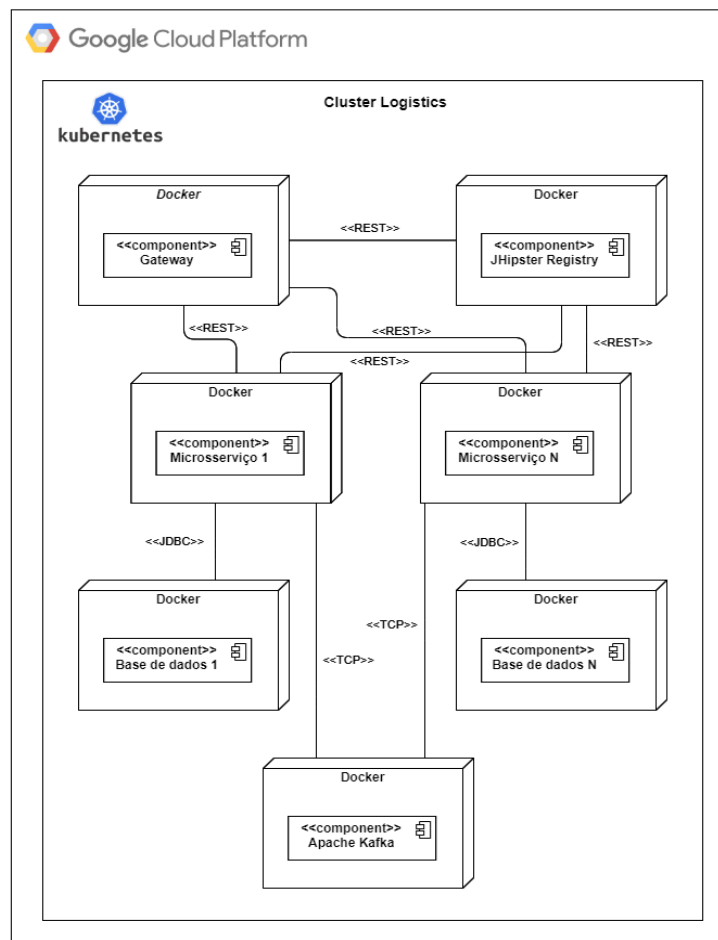 Google Cloud Platform
Cluster Logistics
kubernetes
Docker
<<component>>
Gateway
<<REST>>
Docker
<<component>>
JHipster Registry
<<REST>>
<<REST>>
<<REST>>
<<REST>>
Docker
<<component>>
Microsserviço 1
Docker
<<component>>
Microsserviço N
<<JDBC>>
<<JDBC>>
Docker
<<component>>
Base de dados 1
<<TCP>>
<<TCP>>
Docker
<<component>>
Base de dados N
Docker
<<component>>
Apache Kafka